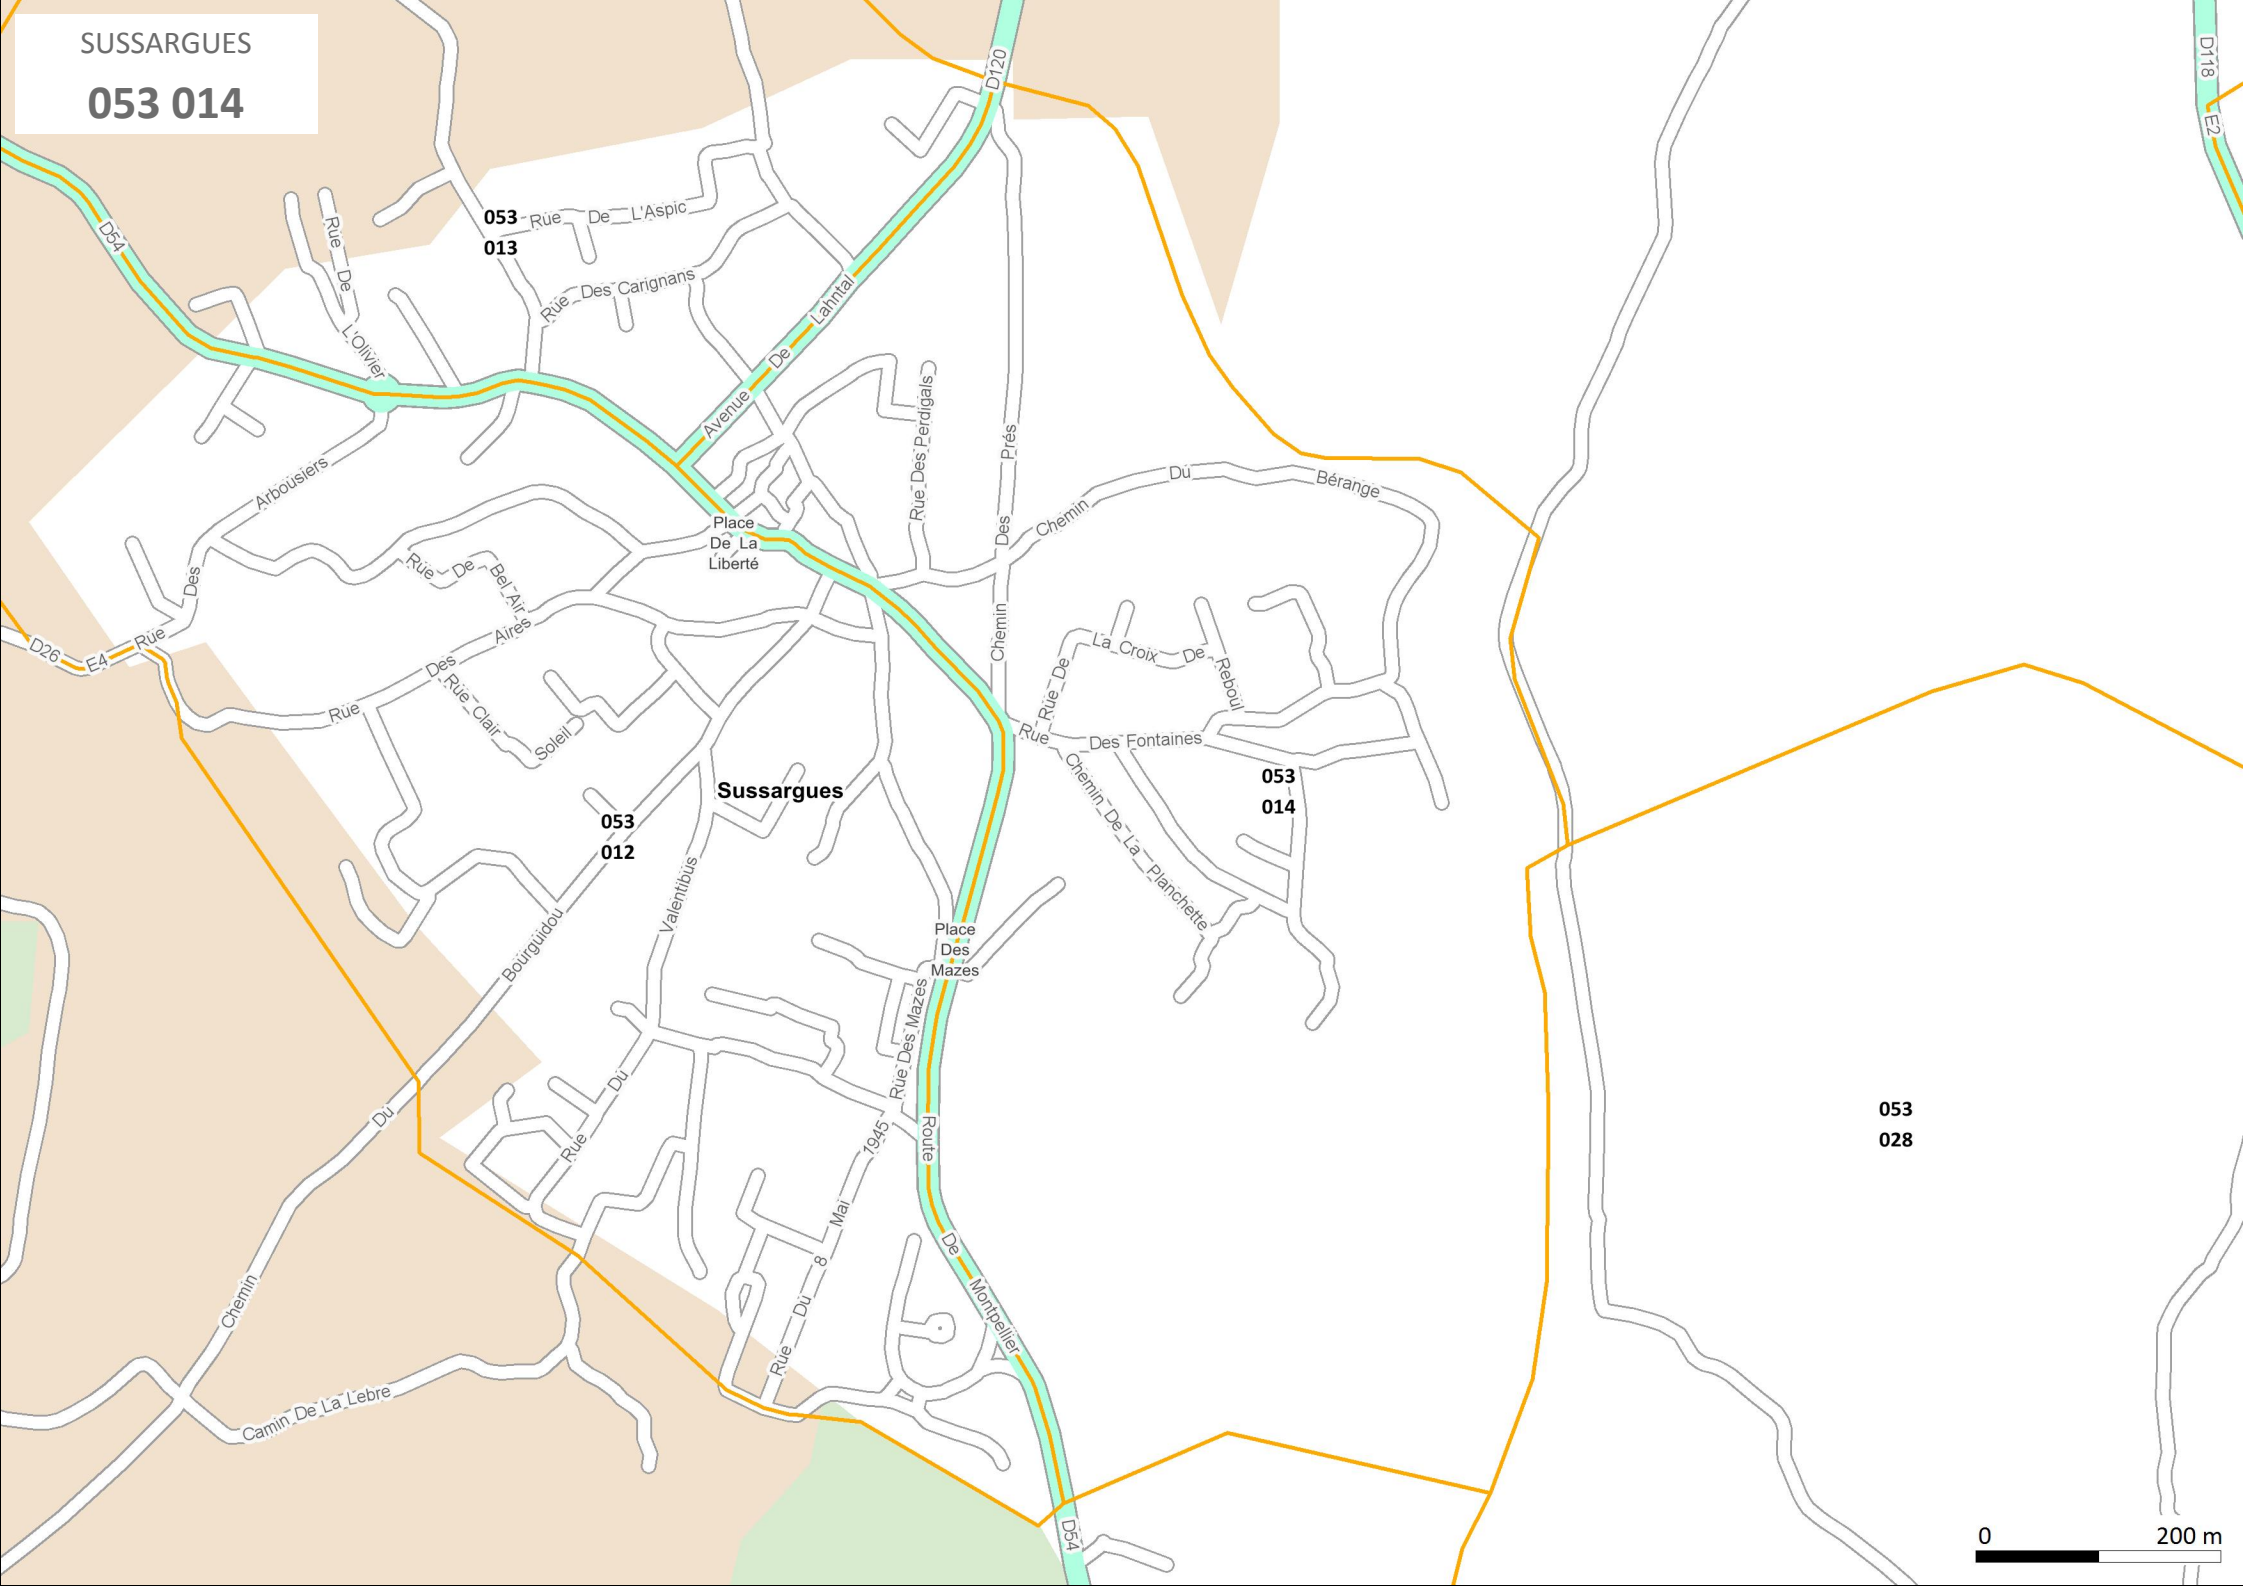 SUSSARGUES
053 014
D120
D18
E2
D54
053
013
Rue De L'Aspic
Rue De L'Olivier
Rue Des Carignans
Avenue De Lahntal
Rue Des Perdigals
Chemin Des Prés
Chemin Du Bérange
Rue Des Arbousiers
Place
De La
Liberté
Rue De Bel Air
D26
E4
Rue Des Aires
Rue Clair Soleil
Rue De La Croix De Reboul
Rue Des Fontaines
Chemin De La Planchette
Sussargues
053
014
053
012
Chemin Du Bourguidou
Rue Du Valentibus
Place
Des
Mazes
Rue Des Mazes
Rue Du 8 Mai 1945
Route De Montpellier
053
028
Camin De La Lebre
D54
0 200 m